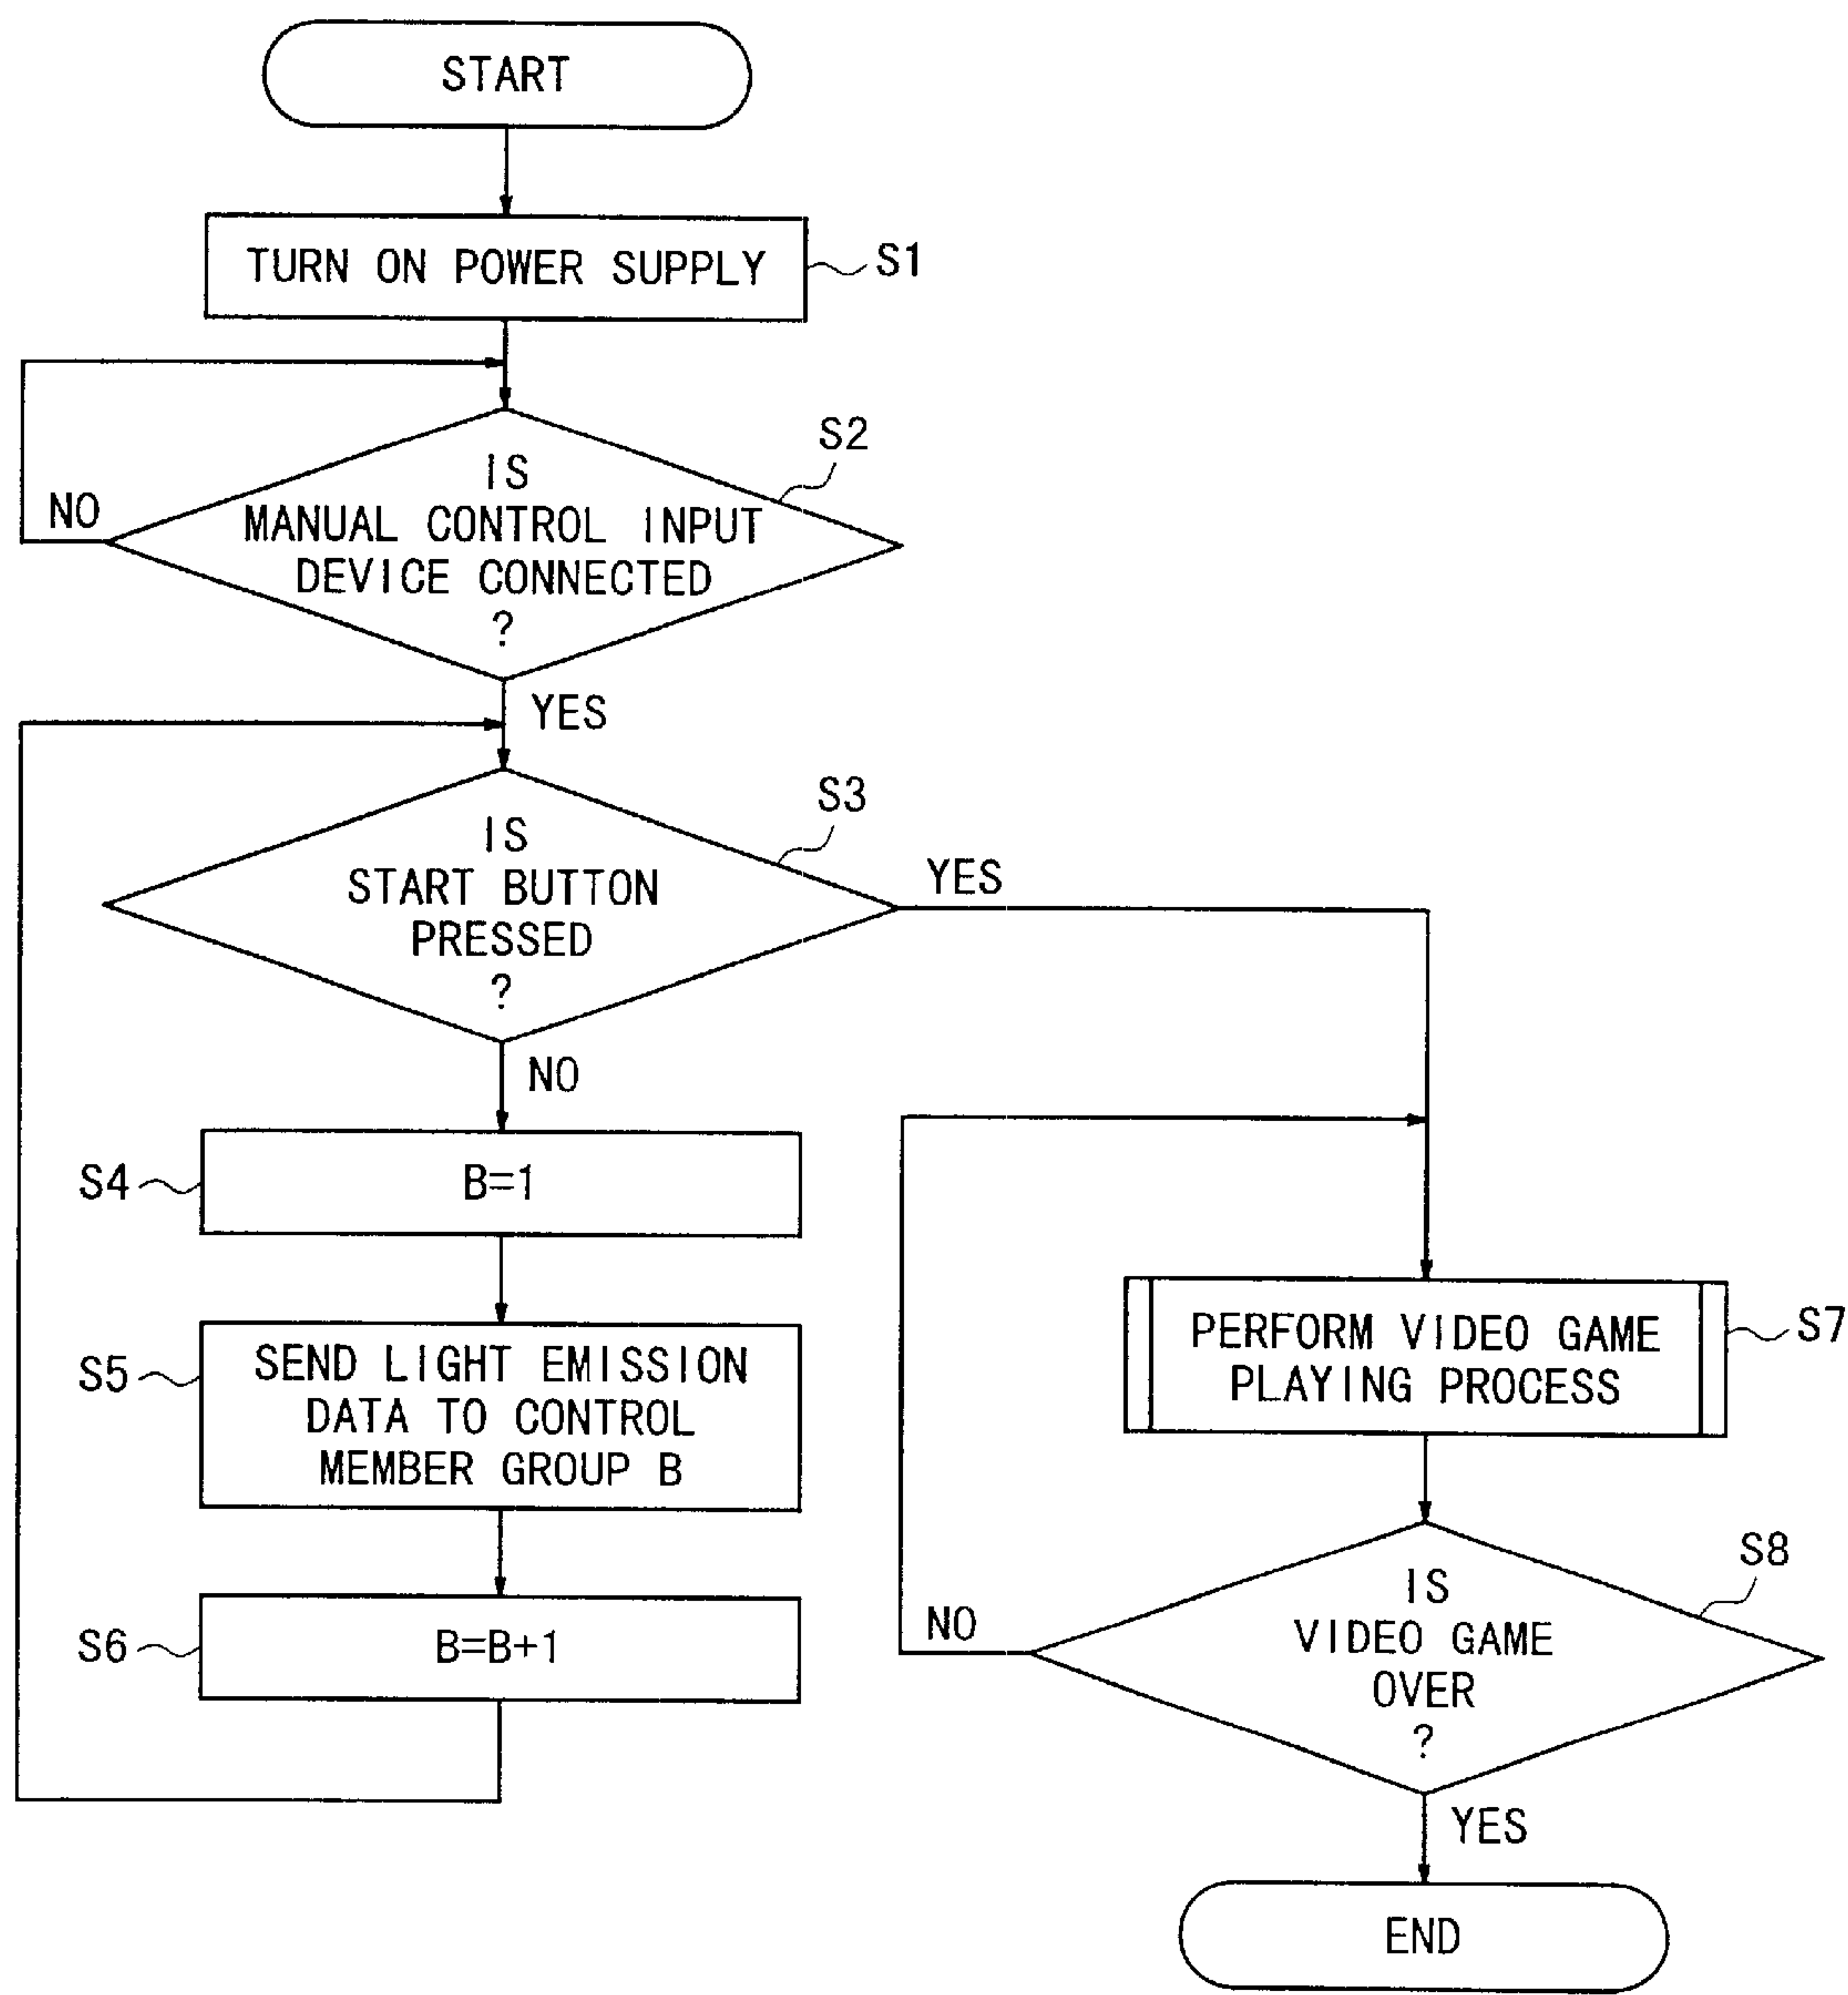 START
TURN ON POWER SUPPLY
S1
S2
IS
MANUAL CONTROL INPUT
DEVICE CONNECTED
?
NO
YES
S3
IS
START BUTTON
PRESSED
?
YES
NO
S4
B=1
S5
SEND LIGHT EMISSION
DATA TO CONTROL
MEMBER GROUP B
S6
B=B+1
PERFORM VIDEO GAME
PLAYING PROCESS
S7
S8
IS
VIDEO GAME
OVER
?
NO
YES
END